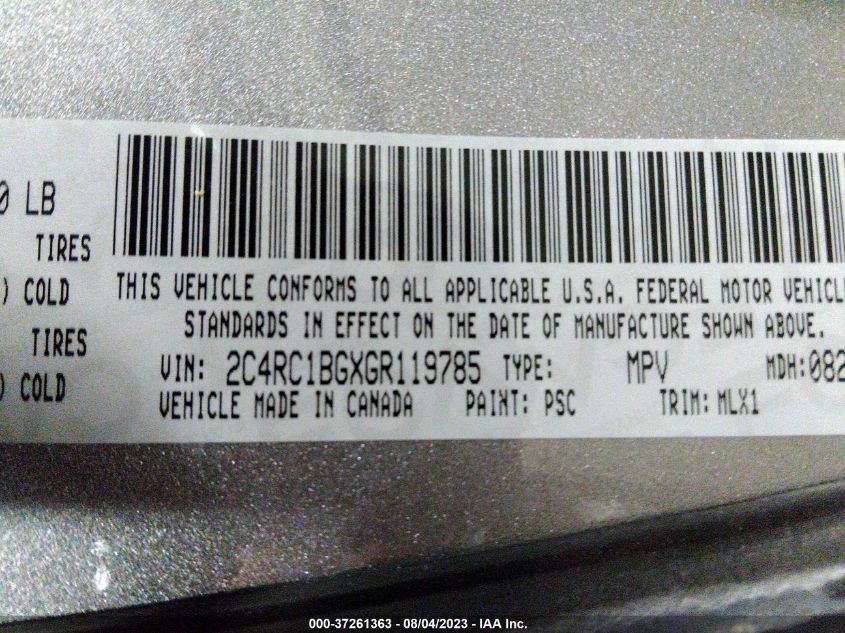 0 LB
TIRES
) COLD
TIRES
) COLD
THIS VEHICLE CONFORMS TO ALL APPLICABLE U.S.A. FEDERAL MOTOR VEHICLE
STANDARDS IN EFFECT ON THE DATE OF MANUFACTURE SHOWN ABOVE.
VIN: 2C4RC1BGXGR119785 TYPE: MPV MDH:082
VEHICLE MADE IN CANADA PAINT: PSC TRIM: MLX1
000-37261363 - 08/04/2023 - IAA Inc.